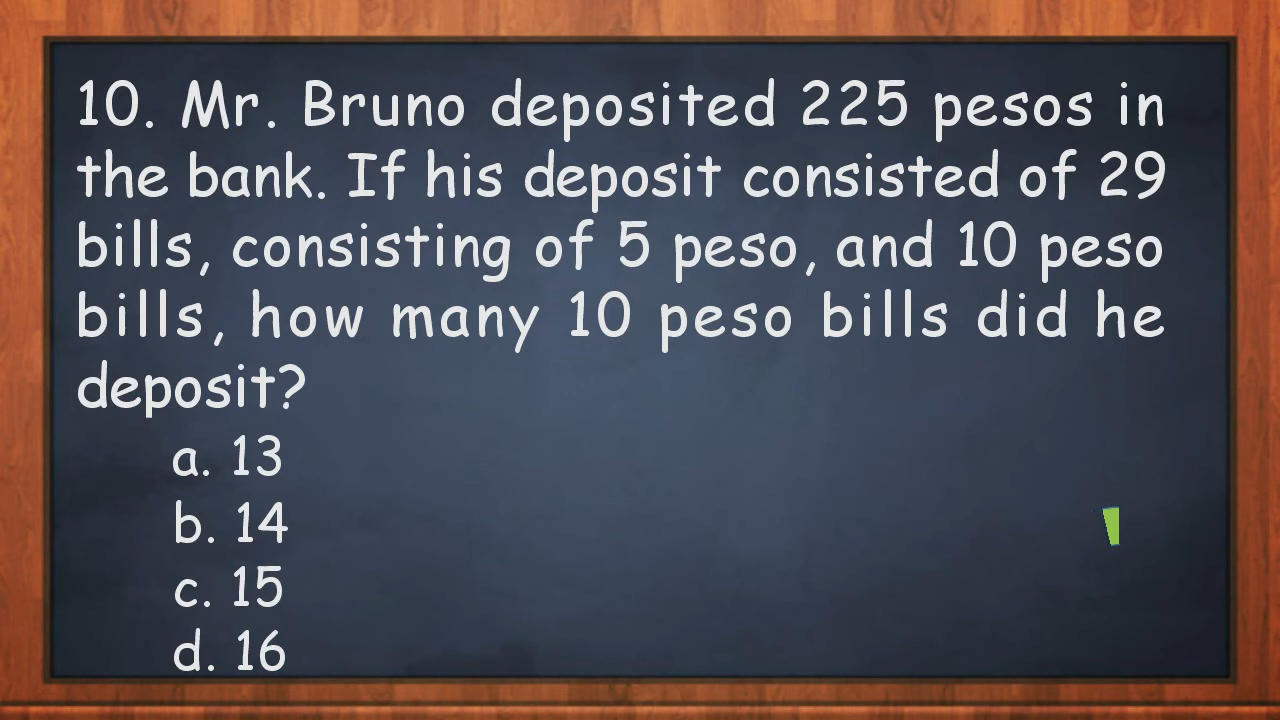 10. Mr. Bruno deposited 225 pesos in
the bank. If his deposit consisted of 29
bills, consisting of 5 peso, and 10 peso
bills, how many 10 peso bills did he
deposit?
a. 13
b. 14
c. 15
d. 16